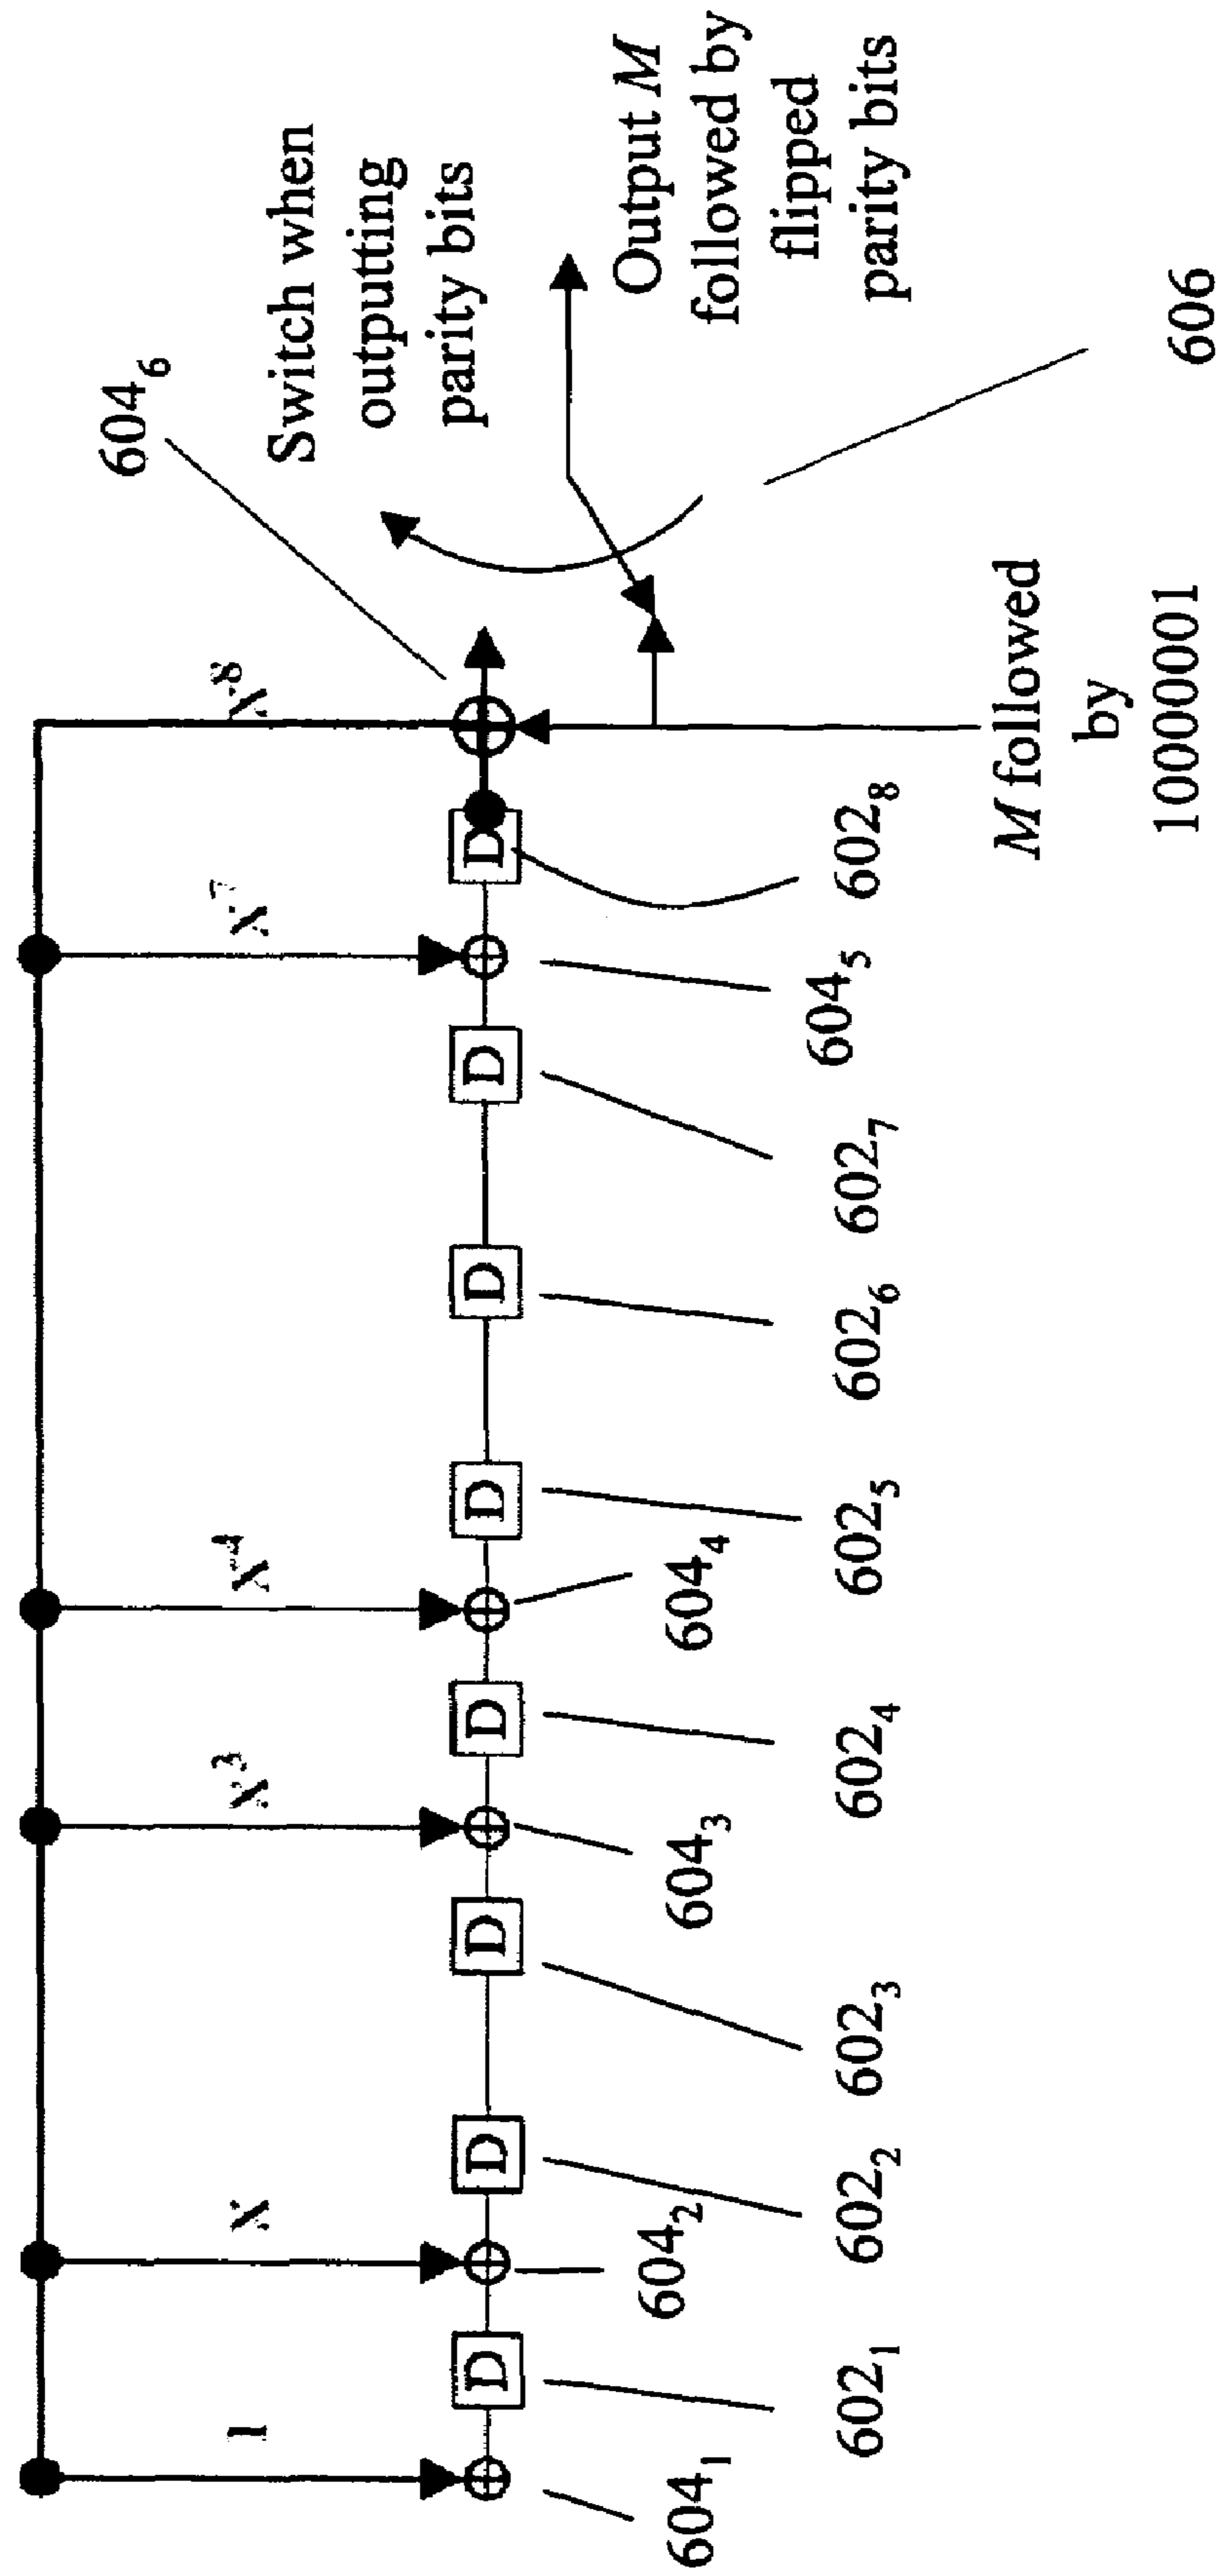 604₆
1 X X³ X⁴ X⁷ X⁸
Switch when
outputting
parity bits
D D D D D D D D
Output M
followed by
flipped
parity bits
604₁ 604₂ 604₃ 604₄
602₁ 602₂ 602₃ 602₄ 602₅ 602₆ 602₇ 604₅ 602₈
M followed
by
10000001
606